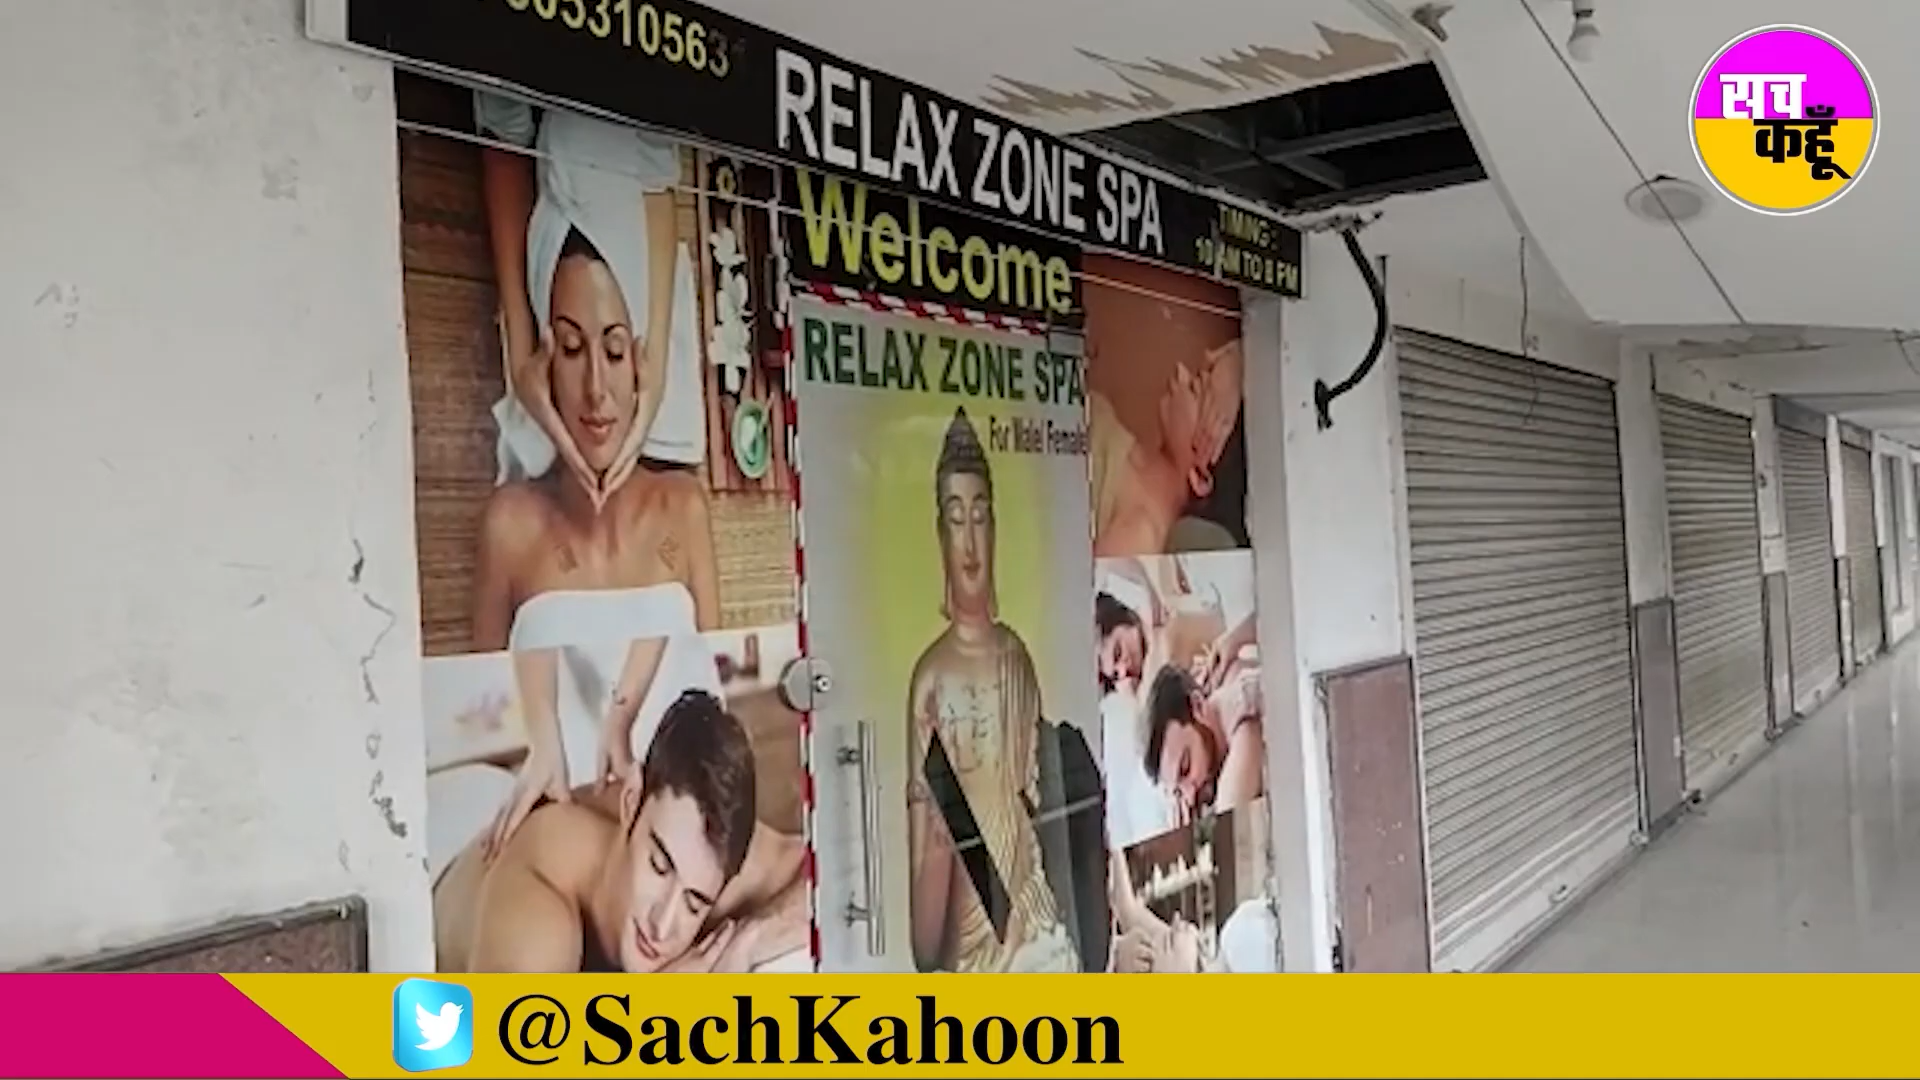 RELAX ZONE SPA
TIMING :
10 AM TO 8 PM
Welcome
RELAX ZONE SPA
For Male/ Female
सच
कहूँ
@SachKahoon